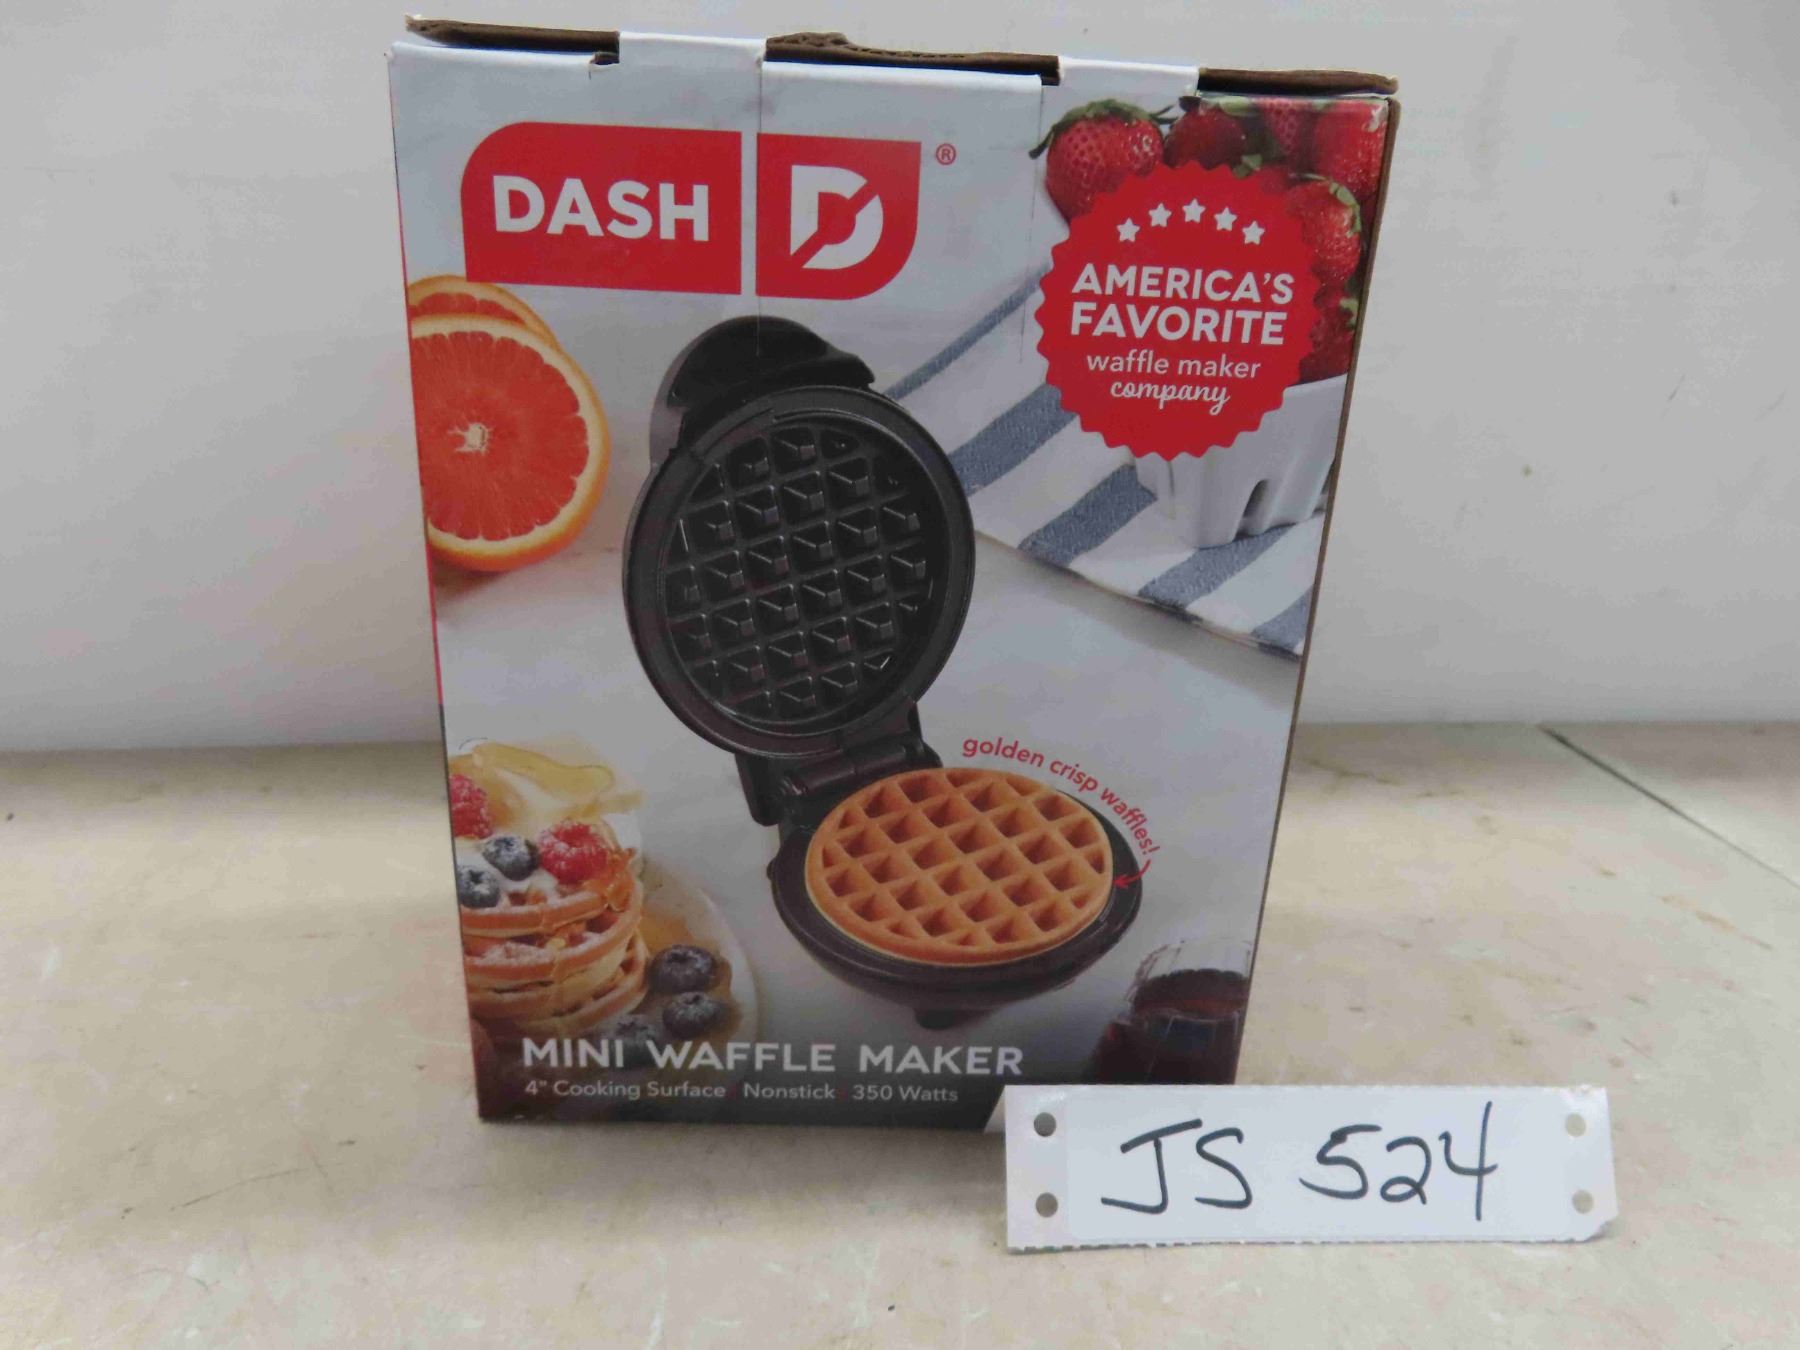 DASH D®
AMERICA'S
FAVORITE
waffle maker
company
golden crisp waffles!
MINI WAFFLE MAKER
4" Cooking Surface Nonstick 350 Watts
JS 524